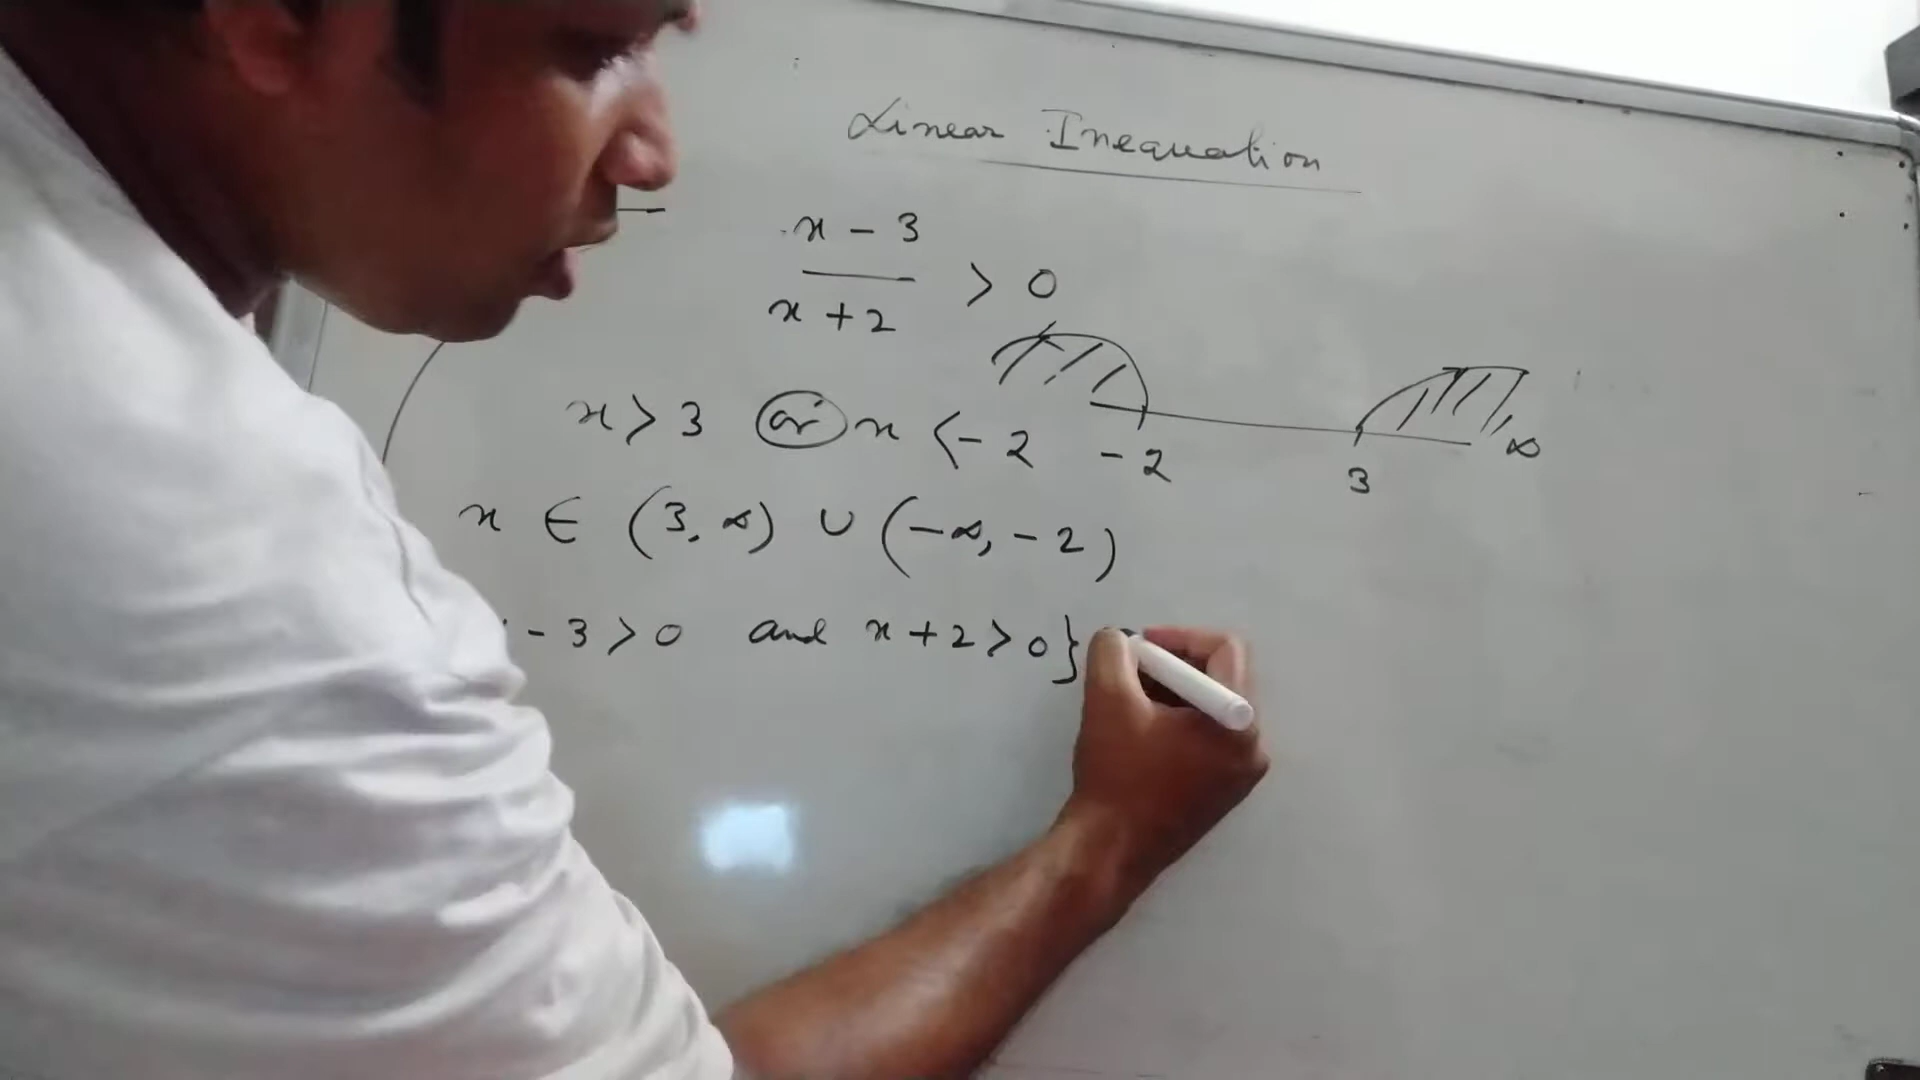 Linear Inequation
x - 3
x + 2
> 0
x > 3 or x < - 2
- 2 3 ∞
x ∈ (3, ∞) ∪ (-∞, - 2)
- 3 > 0 and x + 2 > 0 }